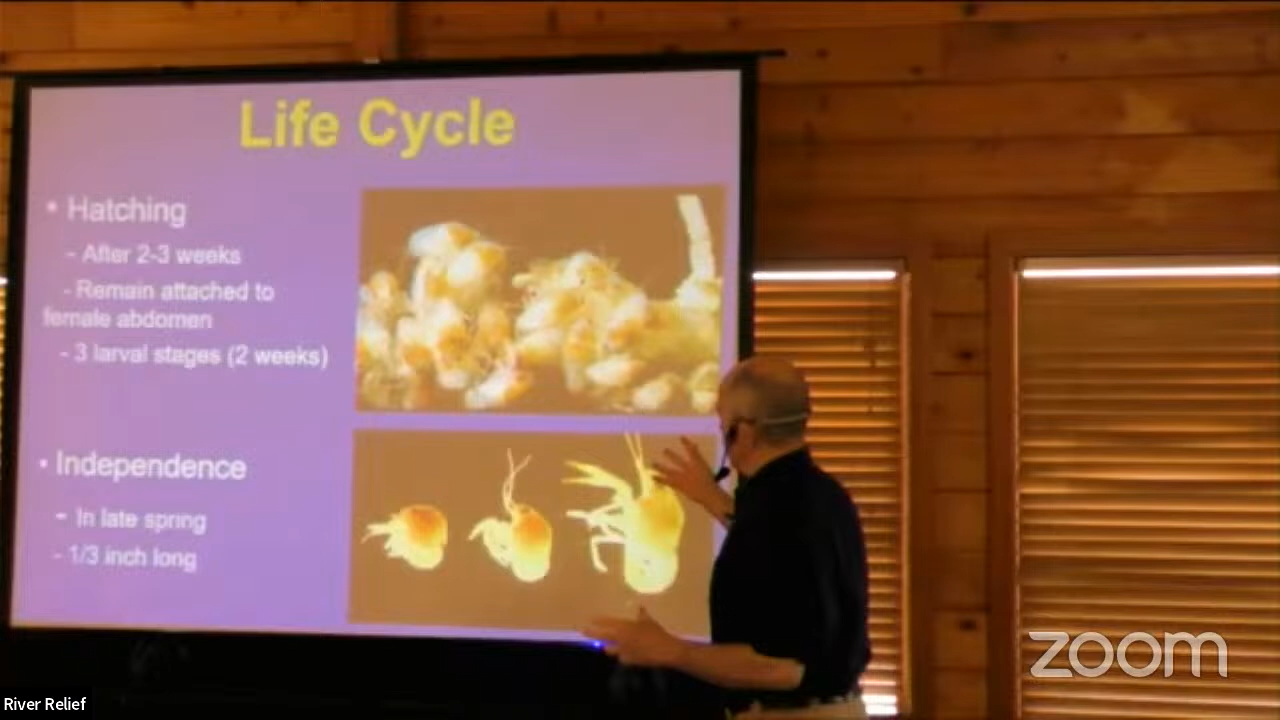 Life Cycle
• Hatching
- After 2-3 weeks
- Remain attached to
female abdomen
- 3 larval stages (2 weeks)
• Independence
- In late spring
- 1/3 inch long
zoom
River Relief